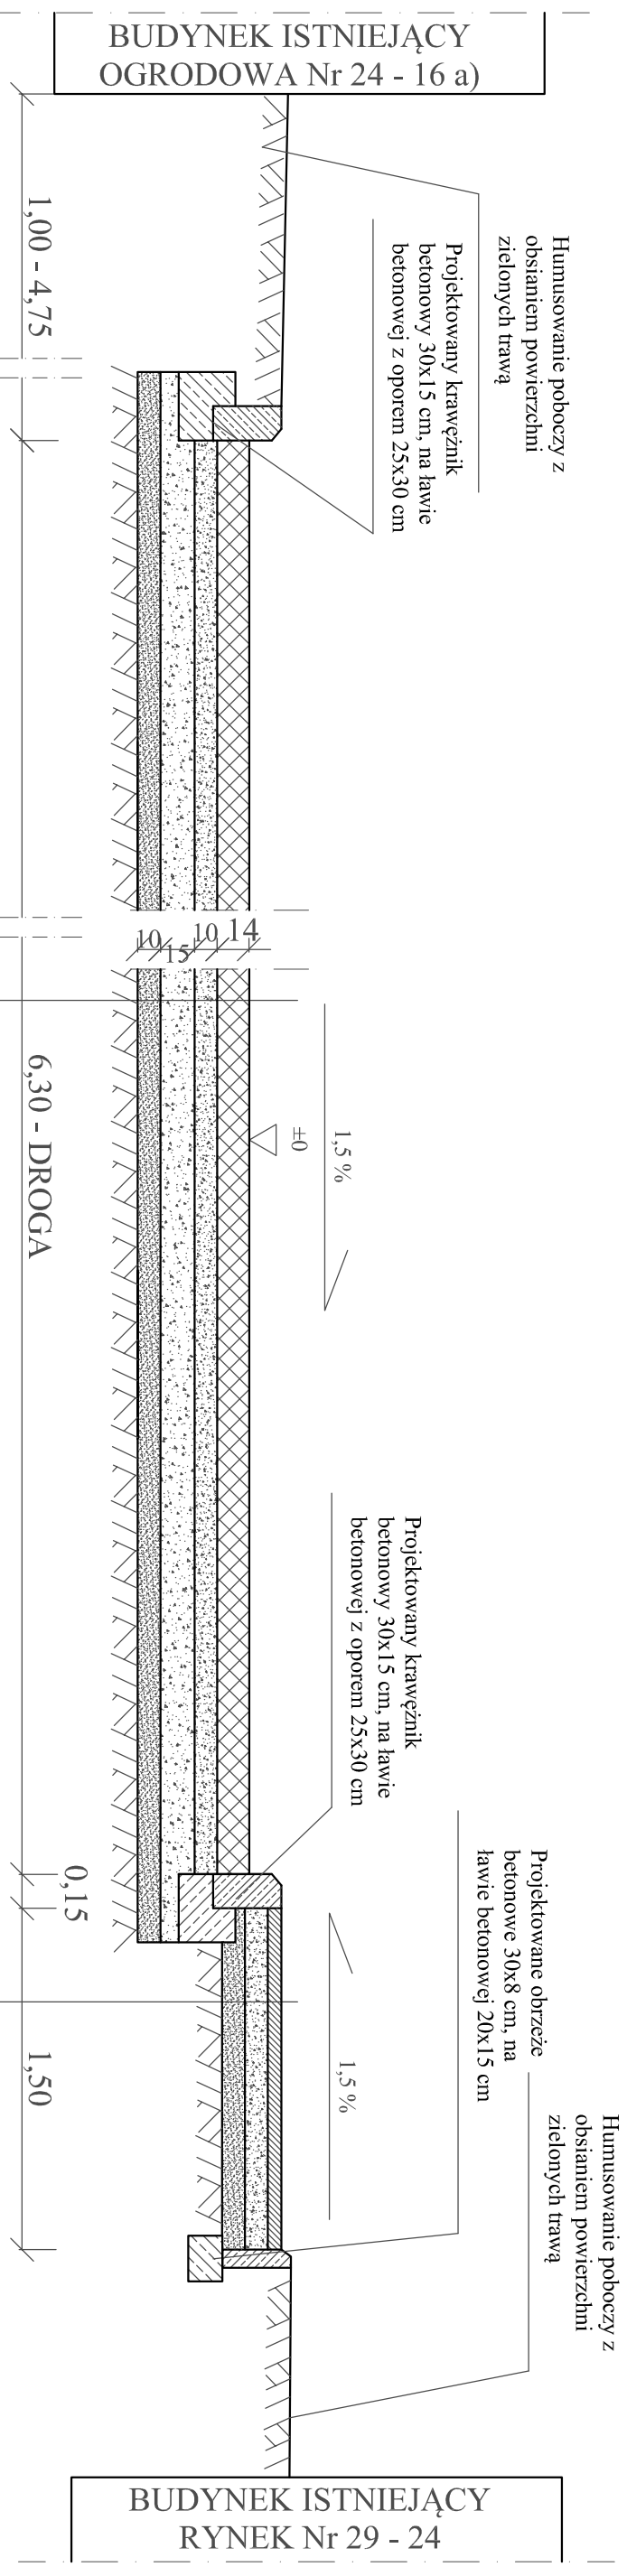 BUDYNEK ISTNIEJĄCY
OGRODOWA Nr 24 - 16 a)
Humusowanie poboczy z
obsianiem powierzchni
zielonych trawą
Projektowany krawężnik
betonowy 30x15 cm, na ławie
betonowej z oporem 25x30 cm
1,00 - 4,75
10
15
10
14
1,5 %
±0
6,30 - DROGA
Projektowany krawężnik
betonowy 30x15 cm, na ławie
betonowej z oporem 25x30 cm
Projektowane obrzeże
betonowe 30x8 cm, na
ławie betonowej 20x15 cm
0,15
1,5 %
1,50
Humusowanie poboczy z
obsianiem powierzchni
zielonych trawą
BUDYNEK ISTNIEJĄCY
RYNEK Nr 29 - 24